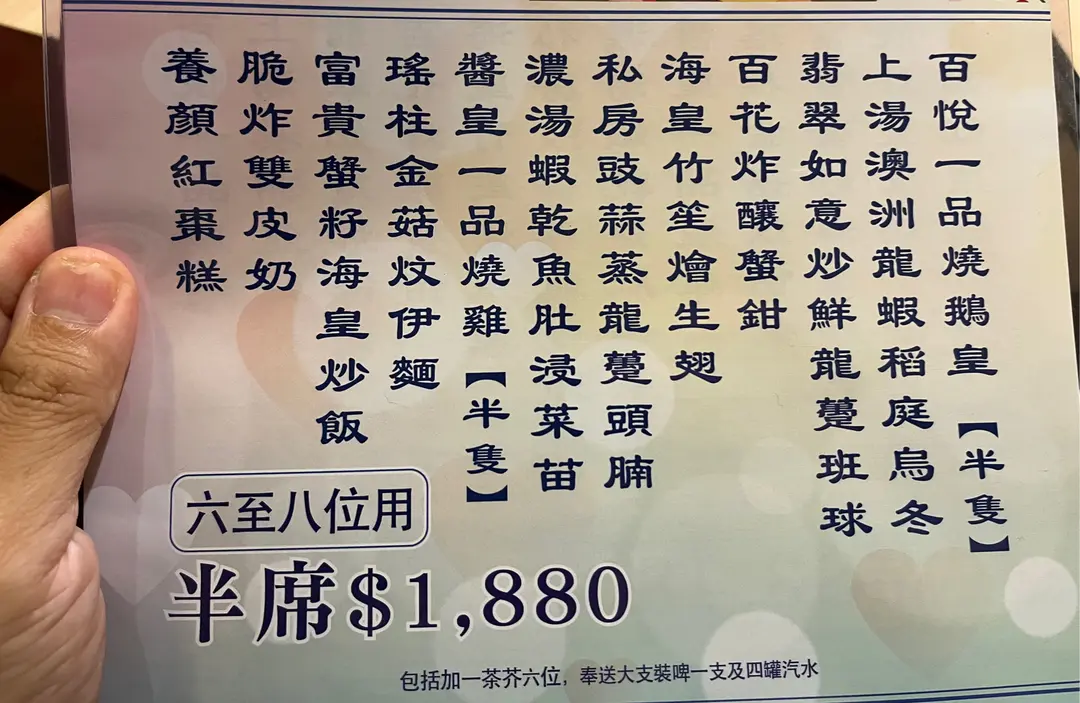 百悅一品燒鵝皇【半隻】
上湯澳洲龍蝦稻庭烏冬
翡翠如意炒鮮龍躉班球
百花炸釀蟹鉗
海皇竹笙燴生翅
私房豉蒜蒸龍躉頭腩
濃湯蝦乾魚肚浸菜苗
醬皇一品燒雞【半隻】
瑤柱金菇炆伊麵
富貴蟹籽海皇炒飯
脆炸雙皮奶
養顏紅棗糕
六至八位用
半席$1,880
包括加一茶芥六位，奉送大支裝啤一支及四罐汽水